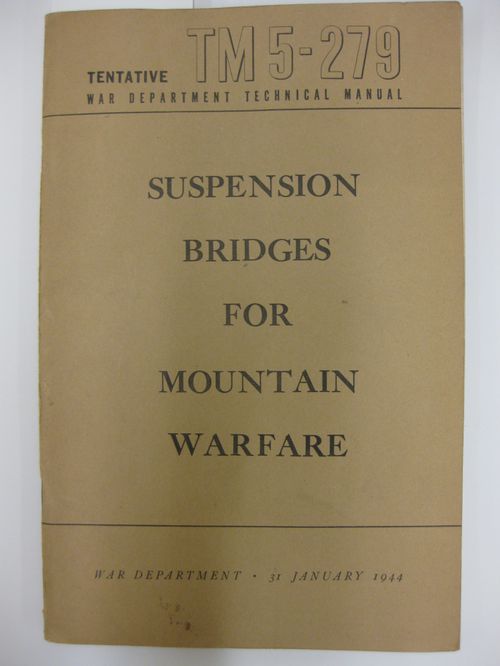 TENTATIVE TM 5-279
WAR DEPARTMENT TECHNICAL MANUAL
SUSPENSION
BRIDGES
FOR
MOUNTAIN
WARFARE
WAR DEPARTMENT • 31 JANUARY 1944